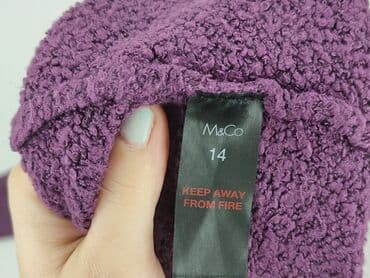 M&Co
14
KEEP AWAY
FROM FIRE